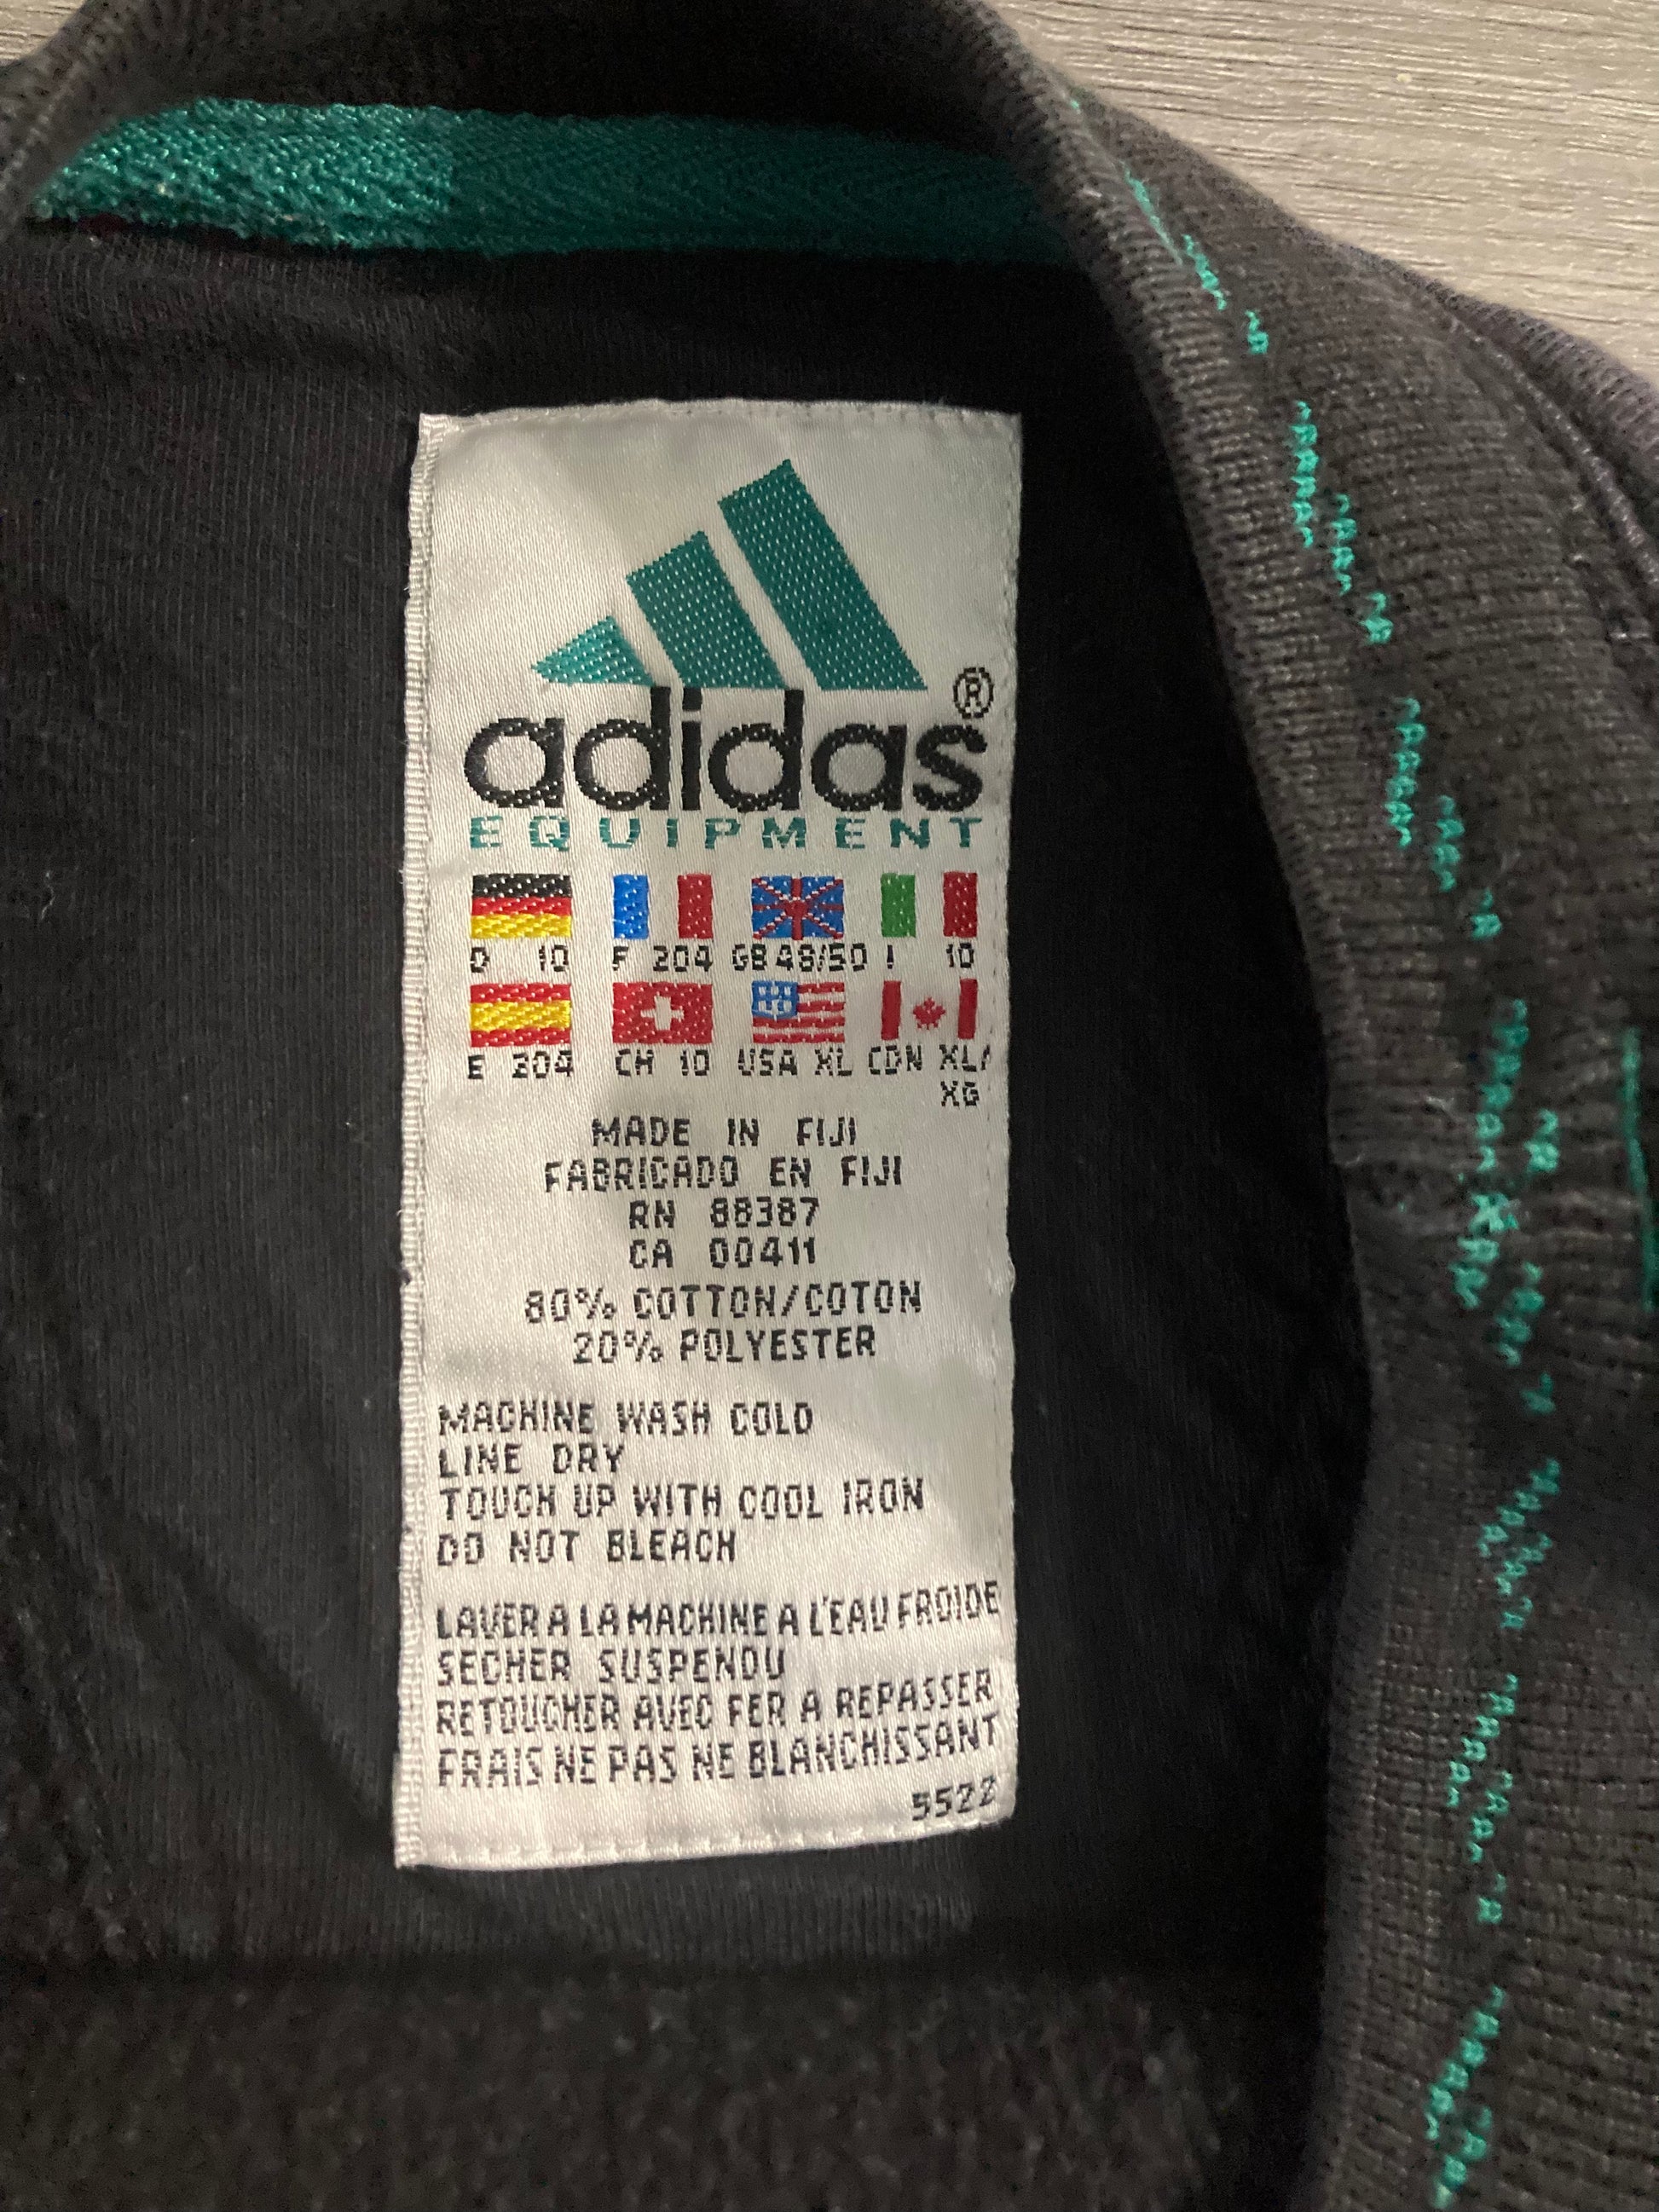 adidas®
EQUIPMENT
D 10 F 204 GB 48/50 I 10
E 204 CH 10 USA XL CDN XL/
XG
MADE IN FIJI
FABRICADO EN FIJI
RN 88387
CA 00411
80% COTTON/COTON
20% POLYESTER
MACHINE WASH COLD
LINE DRY
TOUCH UP WITH COOL IRON
DO NOT BLEACH
LAVER A LA MACHINE A L'EAU FROIDE
SECHER SUSPENDU
RETOUCHER AVEC FER A REPASSER
FRAIS NE PAS NE BLANCHISSANT
5522